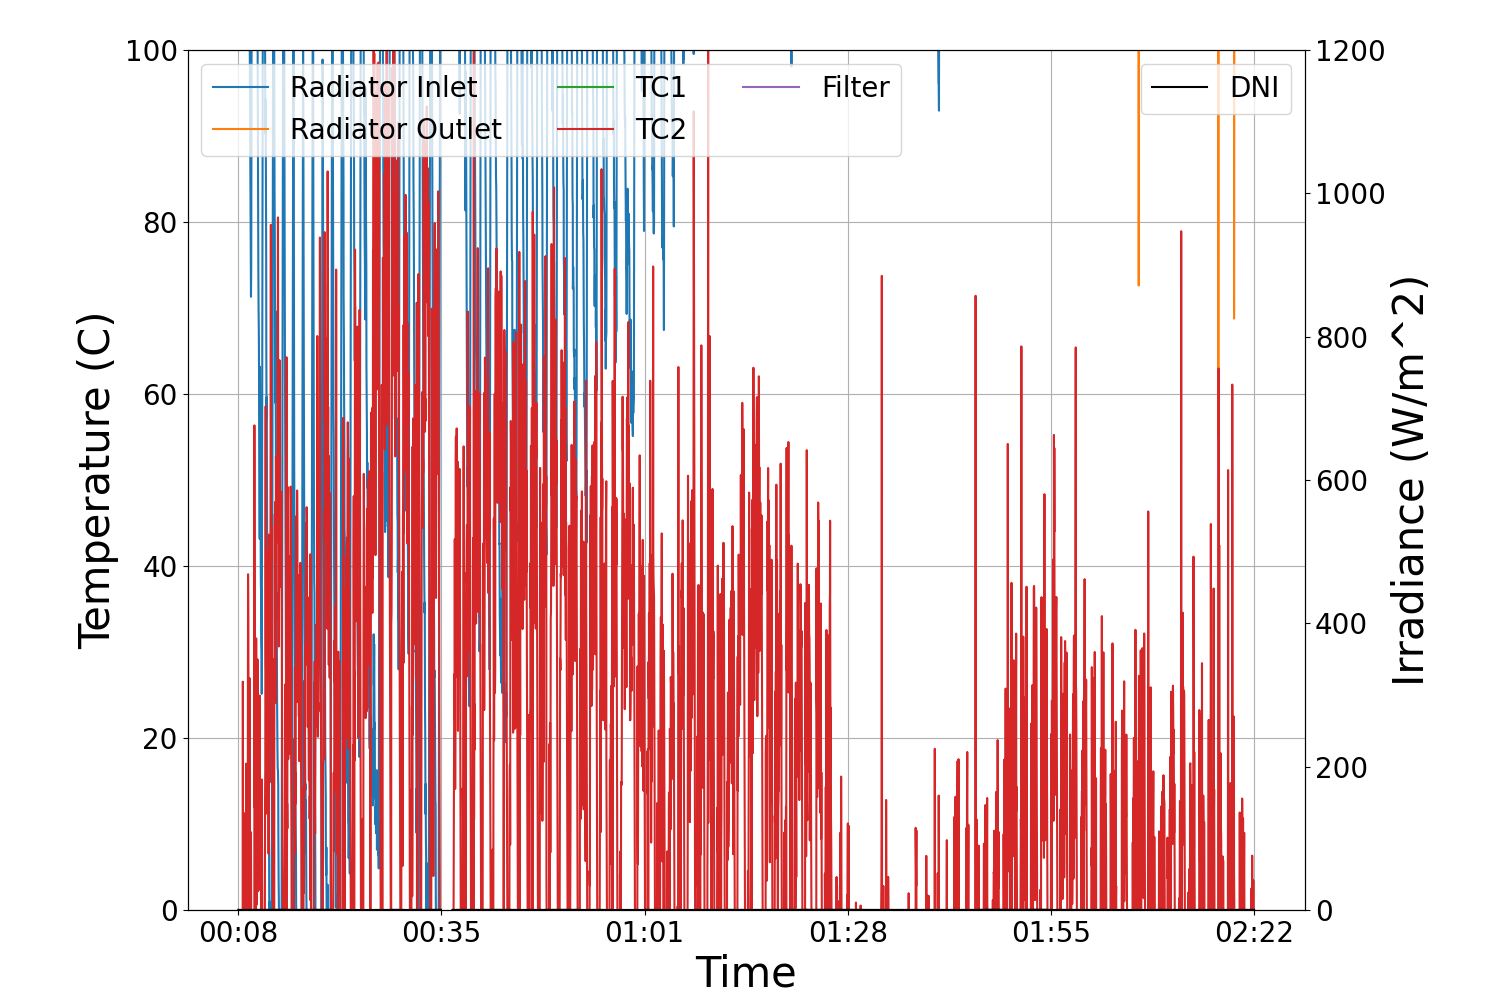 100
80
60
40
20
0
Temperature (C)
Radiator Inlet
Radiator Outlet
TC1
TC2
Filter
DNI
1200
1000
800
600
400
200
0
Irradiance (W/m^2)
00:08 00:35 01:01 01:28 01:55 02:22
Time